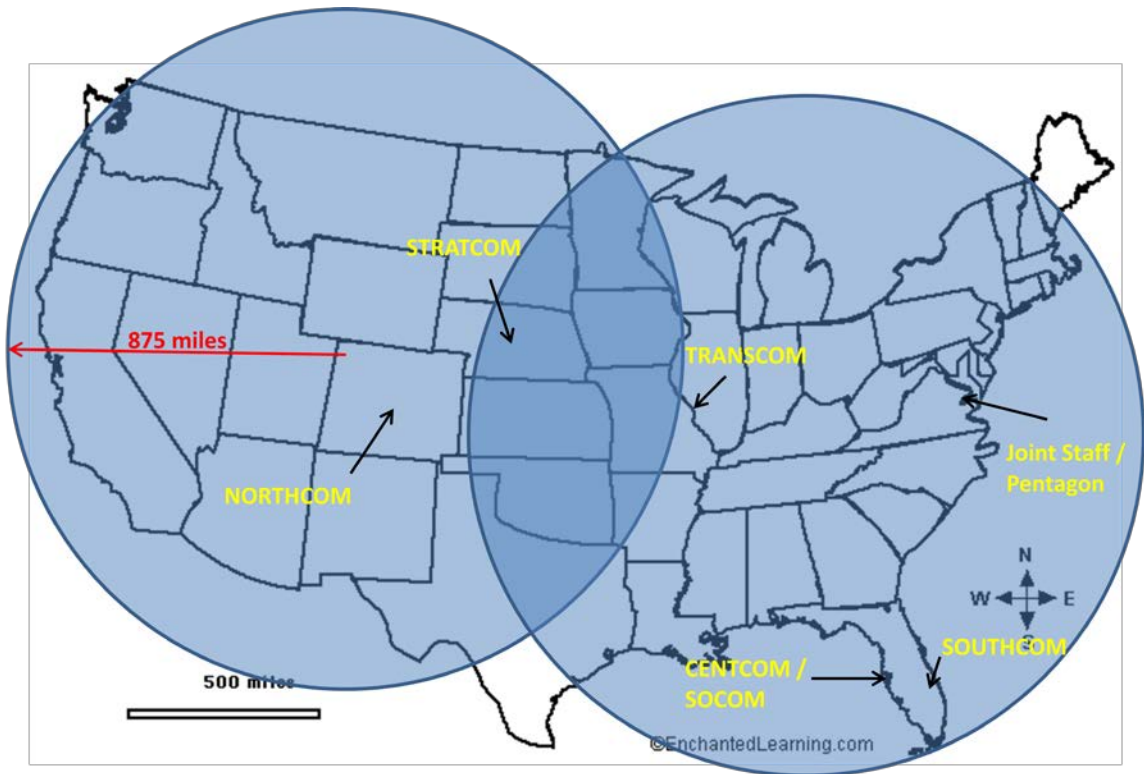 STRATCOM
875 miles
TRANSCOM
NORTHCOM
Joint Staff /
Pentagon
N
W
E
S
SOUTHCOM
CENTCOM /
SOCOM
500 miles
©EnchantedLearning.com